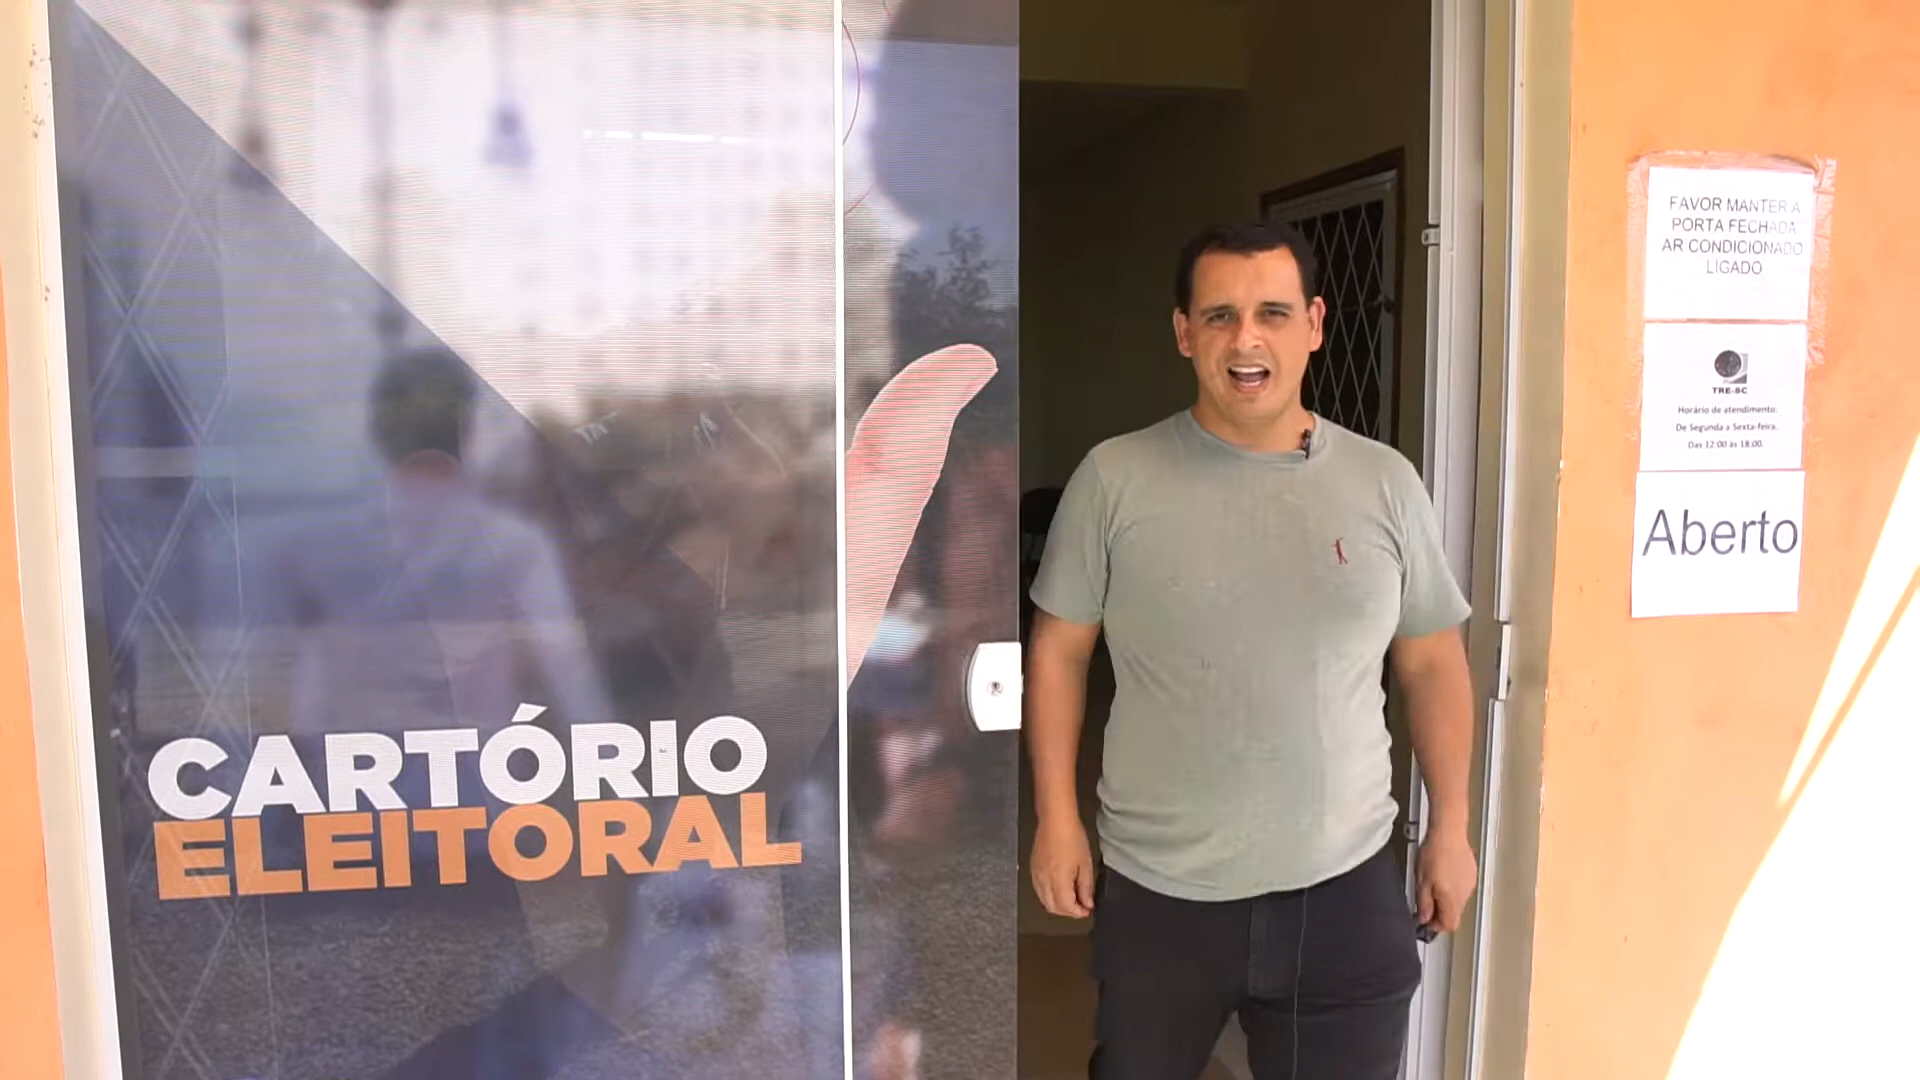 CARTÓRIO
ELEITORAL
FAVOR MANTER A
PORTA FECHADA
AR CONDICIONADO
LIGADO
TRE-SC
Horário de atendimento:
De Segunda a Sexta-feira.
Das 12:00 às 18:00.
Aberto